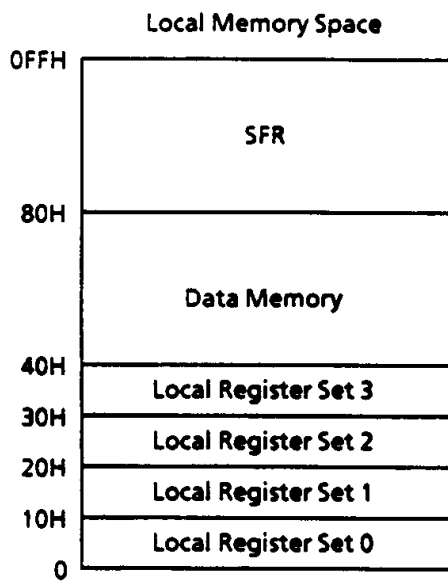 Local Memory Space
0FFH
SFR
80H
Data Memory
40H
Local Register Set 3
30H
Local Register Set 2
20H
Local Register Set 1
10H
Local Register Set 0
0